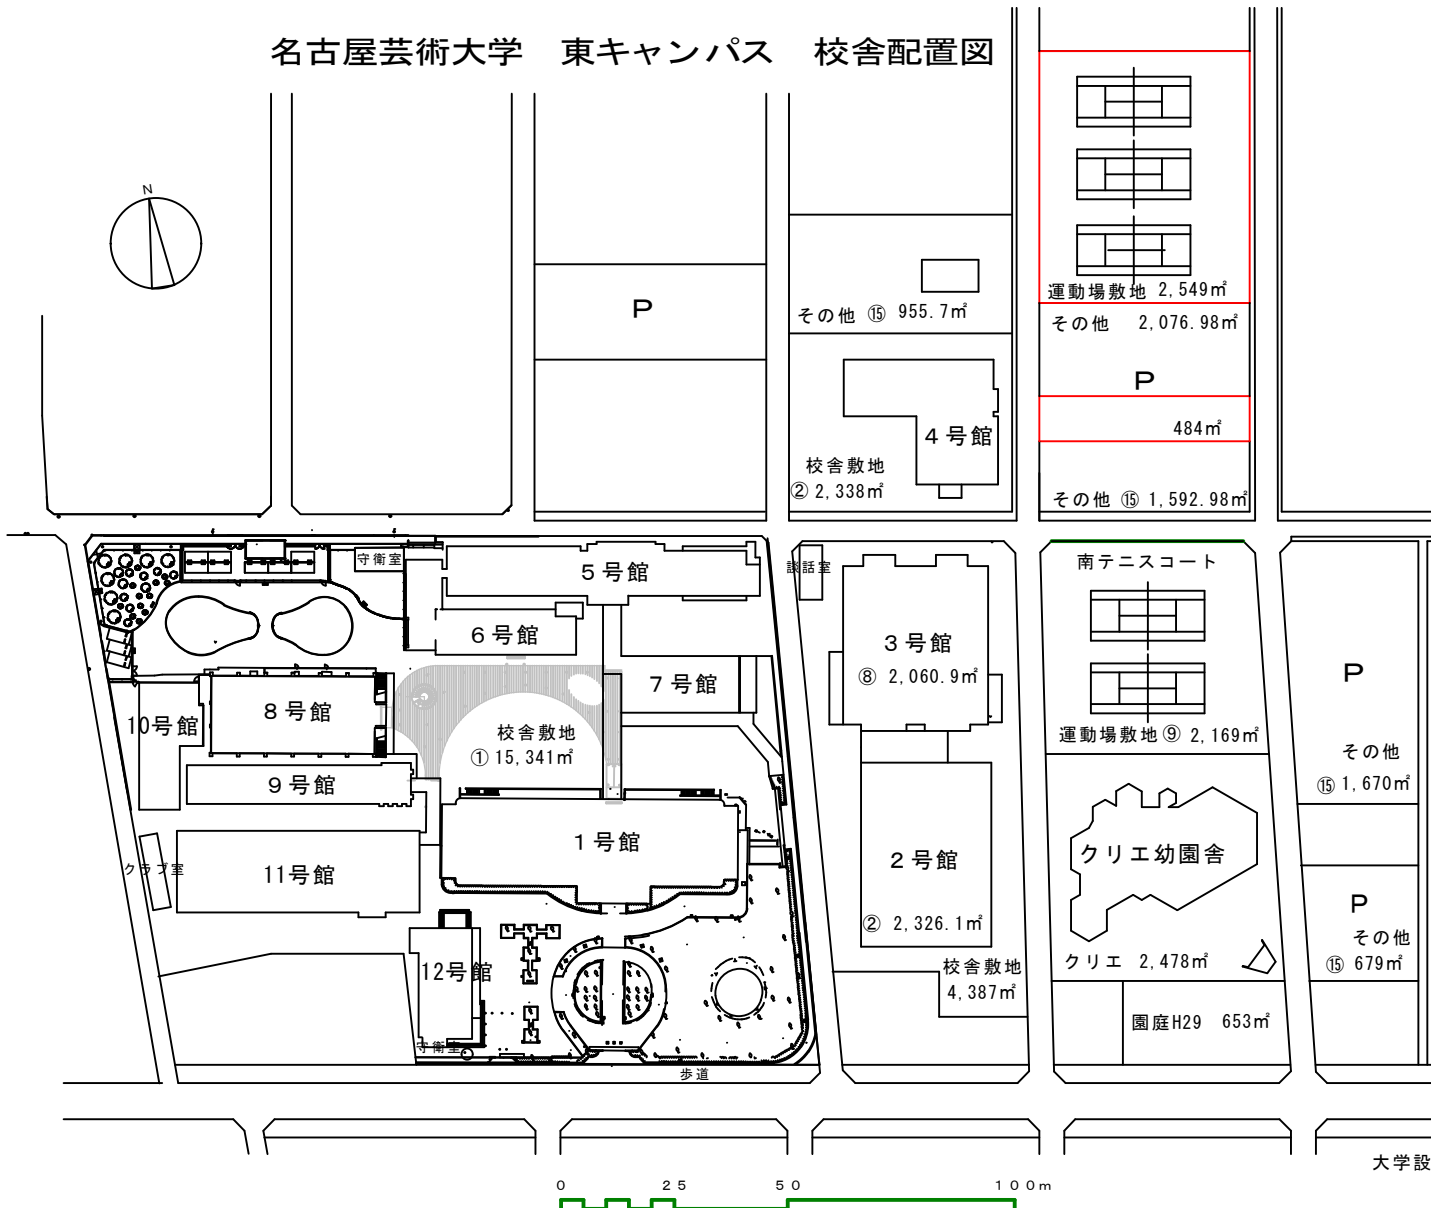 名古屋芸術大学　東キャンパス　校舎配置図
N
P
その他 ⑮ 955.7㎡
運動場敷地 2,549㎡
その他 2,076.98㎡
P
484㎡
4号館
校舎敷地
② 2,338㎡
その他 ⑮ 1,592.98㎡
守衛室
5号館
談話室
南テニスコート
6号館
3号館
⑧ 2,060.9㎡
7号館
P
10号館
8号館
校舎敷地
① 15,341㎡
運動場敷地⑨ 2,169㎡
その他
⑮ 1,670㎡
9号館
1号館
2号館
クリエ幼園舎
クラブ室
11号館
P
② 2,326.1㎡
その他
⑮ 679㎡
12号館
校舎敷地
4,387㎡
クリエ 2,478㎡
園庭H29 653㎡
守衛室
歩道
大学設
0 25 50 100m